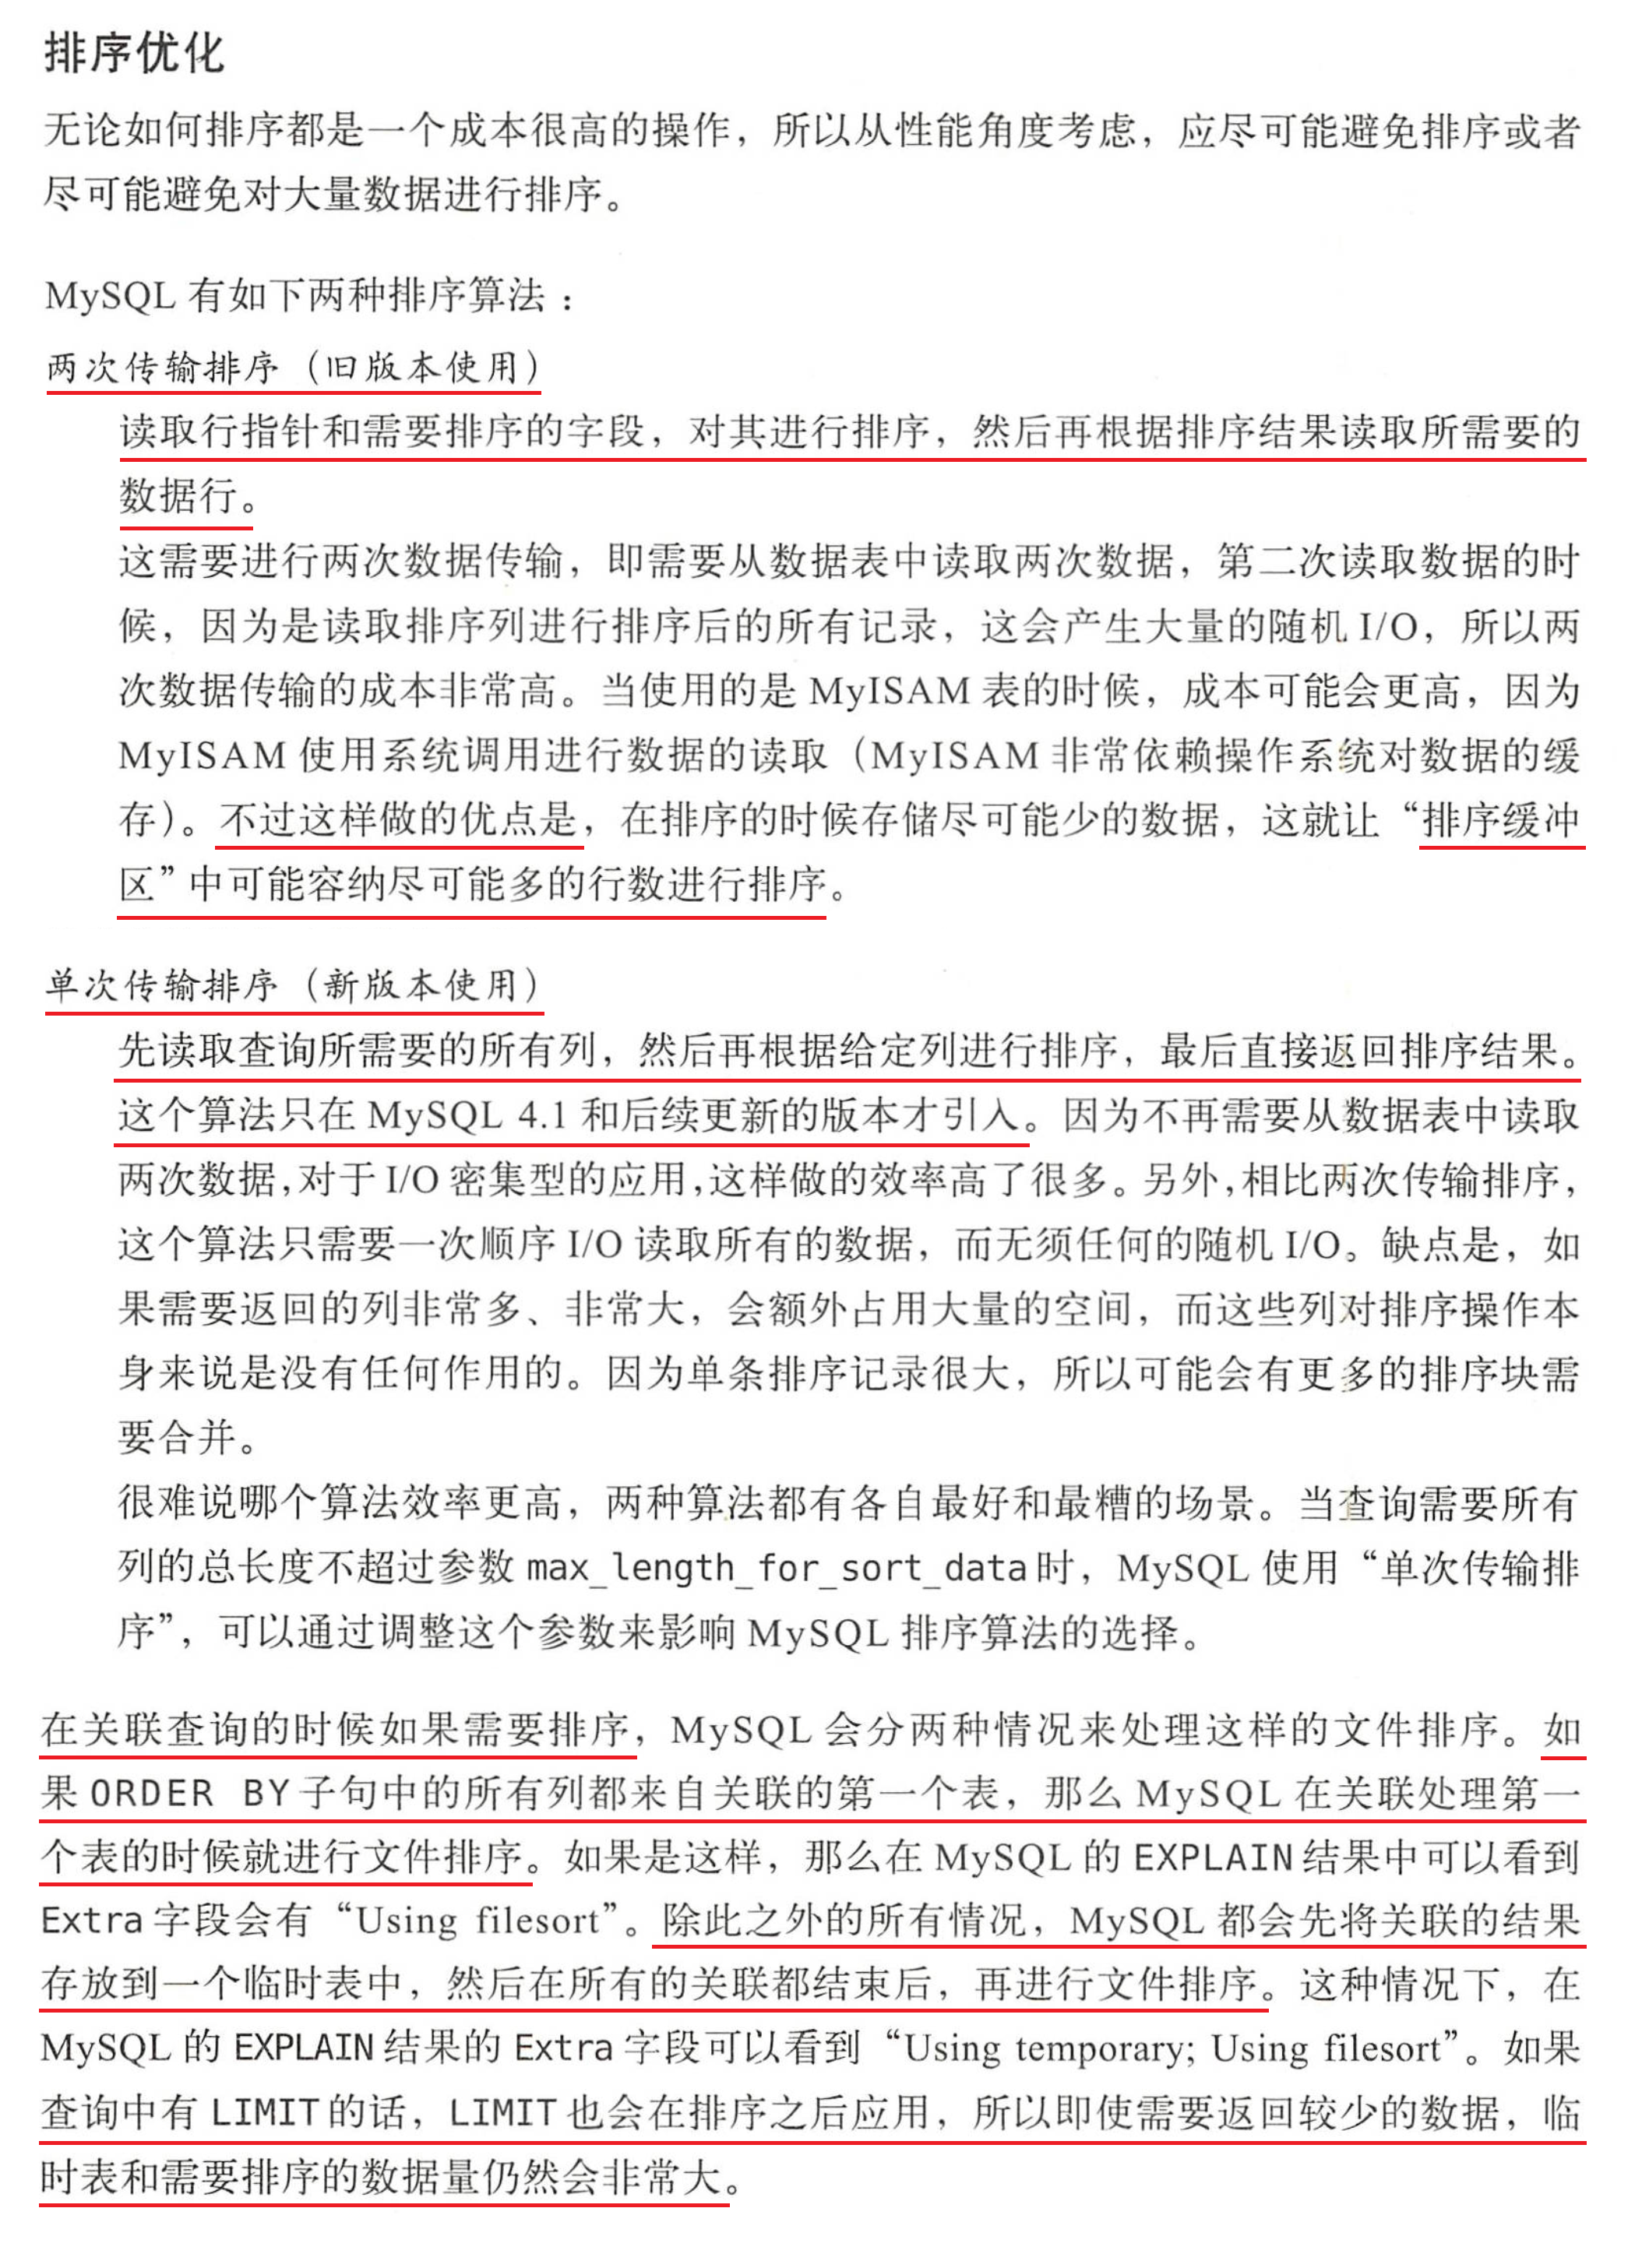 排序优化
无论如何排序都是一个成本很高的操作，所以从性能角度考虑，应尽可能避免排序或者
尽可能避免对大量数据进行排序。
MySQL 有如下两种排序算法：
两次传输排序（旧版本使用）
读取行指针和需要排序的字段，对其进行排序，然后再根据排序结果读取所需要的
数据行。
这需要进行两次数据传输，即需要从数据表中读取两次数据，第二次读取数据的时
候，因为是读取排序列进行排序后的所有记录，这会产生大量的随机 I/O，所以两
次数据传输的成本非常高。当使用的是 MyISAM 表的时候，成本可能会更高，因为
MyISAM 使用系统调用进行数据的读取（MyISAM 非常依赖操作系统对数据的缓
存）。不过这样做的优点是，在排序的时候存储尽可能少的数据，这就让“排序缓冲
区”中可能容纳尽可能多的行数进行排序。
单次传输排序（新版本使用）
先读取查询所需要的所有列，然后再根据给定列进行排序，最后直接返回排序结果。
这个算法只在 MySQL 4.1 和后续更新的版本才引入。因为不再需要从数据表中读取
两次数据，对于 I/O 密集型的应用，这样做的效率高了很多。另外，相比两次传输排序，
这个算法只需要一次顺序 I/O 读取所有的数据，而无须任何的随机 I/O。缺点是，如
果需要返回的列非常多、非常大，会额外占用大量的空间，而这些列对排序操作本
身来说是没有任何作用的。因为单条排序记录很大，所以可能会有更多的排序块需
要合并。
很难说哪个算法效率更高，两种算法都有各自最好和最糟的场景。当查询需要所有
列的总长度不超过参数 max_length_for_sort_data 时，MySQL 使用“单次传输排
序”，可以通过调整这个参数来影响 MySQL 排序算法的选择。
在关联查询的时候如果需要排序，MySQL 会分两种情况来处理这样的文件排序。如
果 ORDER BY 子句中的所有列都来自关联的第一个表，那么 MySQL 在关联处理第一
个表的时候就进行文件排序。如果是这样，那么在 MySQL 的 EXPLAIN 结果中可以看到
Extra 字段会有“Using filesort”。除此之外的所有情况，MySQL 都会先将关联的结果
存放到一个临时表中，然后在所有的关联都结束后，再进行文件排序。这种情况下，在
MySQL 的 EXPLAIN 结果的 Extra 字段可以看到“Using temporary; Using filesort”。如果
查询中有 LIMIT 的话，LIMIT 也会在排序之后应用，所以即使需要返回较少的数据，临
时表和需要排序的数据量仍然会非常大。